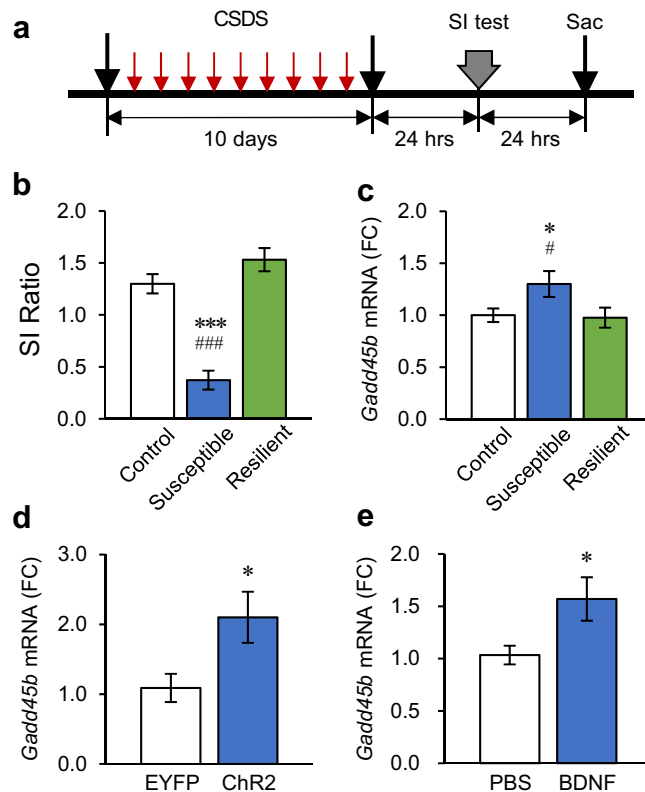 a
CSDS
SI test
Sac
10 days
24 hrs
24 hrs
b
SI Ratio
2.0
1.5
1.0
0.5
0.0
***
###
Control
Susceptible
Resilient
c
Gadd45b mRNA (FC)
2.0
1.5
1.0
0.5
0.0
*
#
Control
Susceptible
Resilient
d
Gadd45b mRNA (FC)
3.0
2.0
1.0
0.0
*
EYFP
ChR2
e
Gadd45b mRNA (FC)
2.0
1.5
1.0
0.5
0.0
*
PBS
BDNF